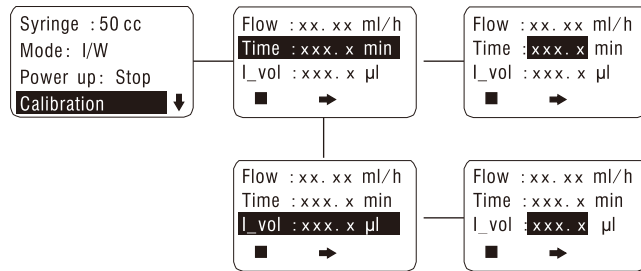 Syringe :50 cc
Mode: I/W
Power up: Stop
Calibration
Flow :xx. xx ml/h
Time :xxx. x min
I_vol :xxx. x µl
Flow :xx. xx ml/h
Time :xxx. x min
I_vol :xxx. x µl
Flow :xx. xx ml/h
Time :xxx. x min
I_vol :xxx. x µl
Flow :xx. xx ml/h
Time :xxx. x min
I_vol :xxx. x µl